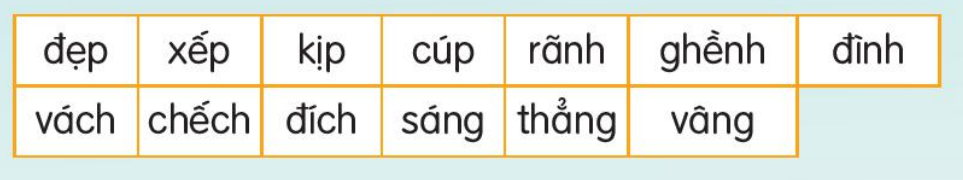 đẹp xếp kịp cúp rãnh ghềnh đình
vách chếch đích sáng thẳng vâng